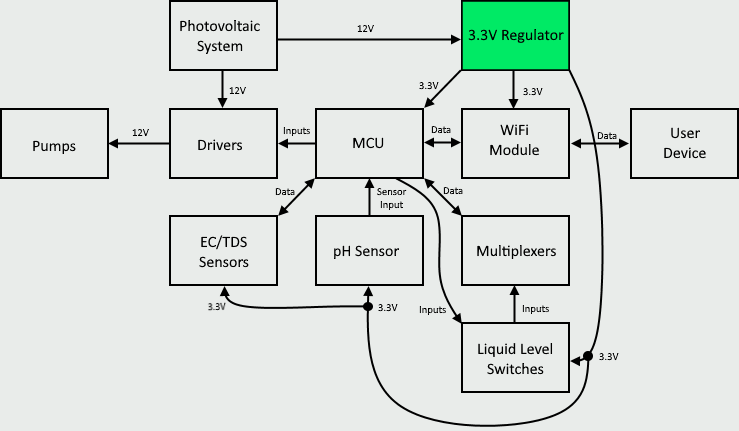 Photovoltaic
System
12V
3.3V Regulator
12V
3.3V
3.3V
Pumps
12V
Drivers
Inputs
MCU
Data
WiFi
Module
Data
User
Device
Data
Sensor
Input
Data
EC/TDS
Sensors
pH Sensor
Multiplexers
3.3V
3.3V
Inputs
Inputs
Liquid Level
Switches
3.3V